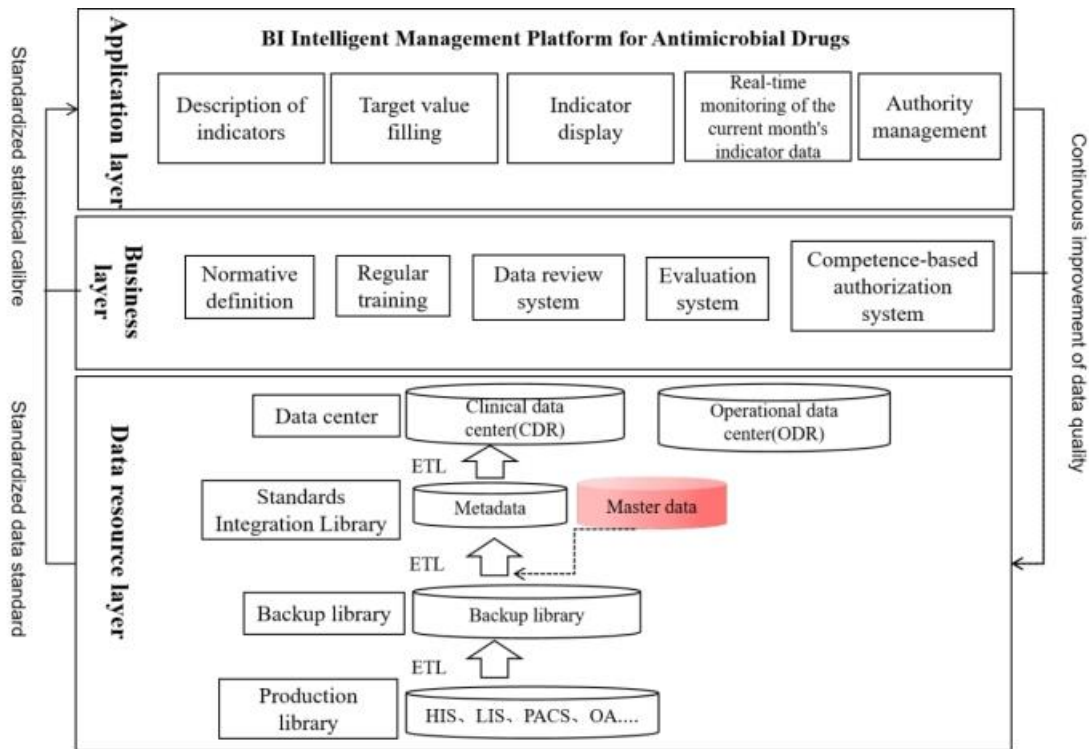 BI Intelligent Management Platform for Antimicrobial Drugs
Application layer
Description of
indicators
Target value
filling
Indicator
display
Real-time
monitoring of the
current month's
indicator data
Authority
management
Business
layer
Normative
definition
Regular
training
Data review
system
Evaluation
system
Competence-based
authorization
system
Data resource layer
Data center
Clinical data
center(CDR)
Operational data
center(ODR)
ETL
Standards
Integration Library
Metadata
Master data
ETL
Backup library
Backup library
ETL
Production
library
HIS、LIS、PACS、OA....
Standardized statistical calibre
Standardized data standard
Continuous improvement of data quality